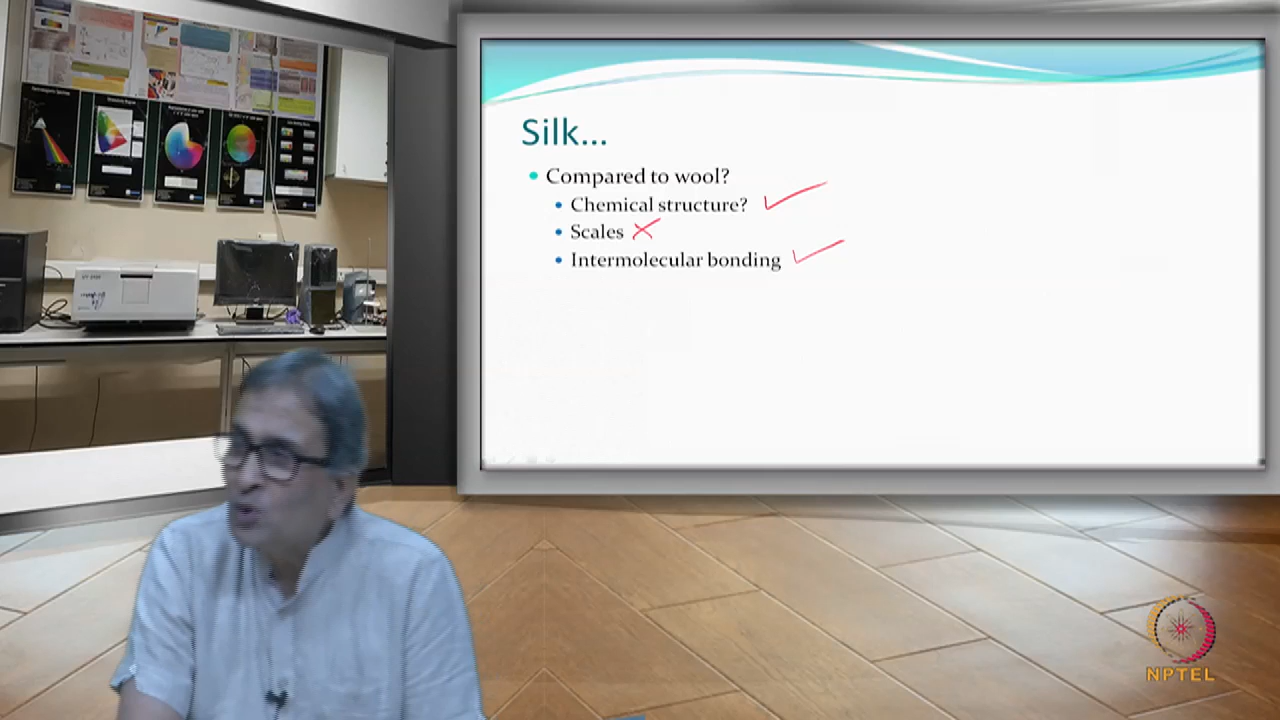 Silk...
Compared to wool?
Chemical structure?
Scales
Intermolecular bonding
NPTEL